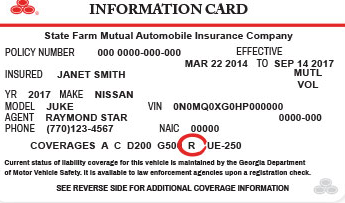 INFORMATION CARD
State Farm Mutual Automobile Insurance Company
POLICY NUMBER 000 0000-000-000 EFFECTIVE
MAR 22 2014 TO SEP 14 2017
INSURED JANET SMITH MUTL
VOL
YR 2017 MAKE NISSAN
MODEL JUKE VIN 0N0MQ0XG0HP000000
AGENT RAYMOND STAR 0000-000
PHONE (770)123-4567 NAIC 00000
COVERAGES A C D200 G500 R UE-250
Current status of liability coverage for this vehicle is maintained by the Georgia Department
of Motor Vehicle Safety. It is available to law enforcement agencies upon a registration check.
SEE REVERSE SIDE FOR ADDITIONAL COVERAGE INFORMATION